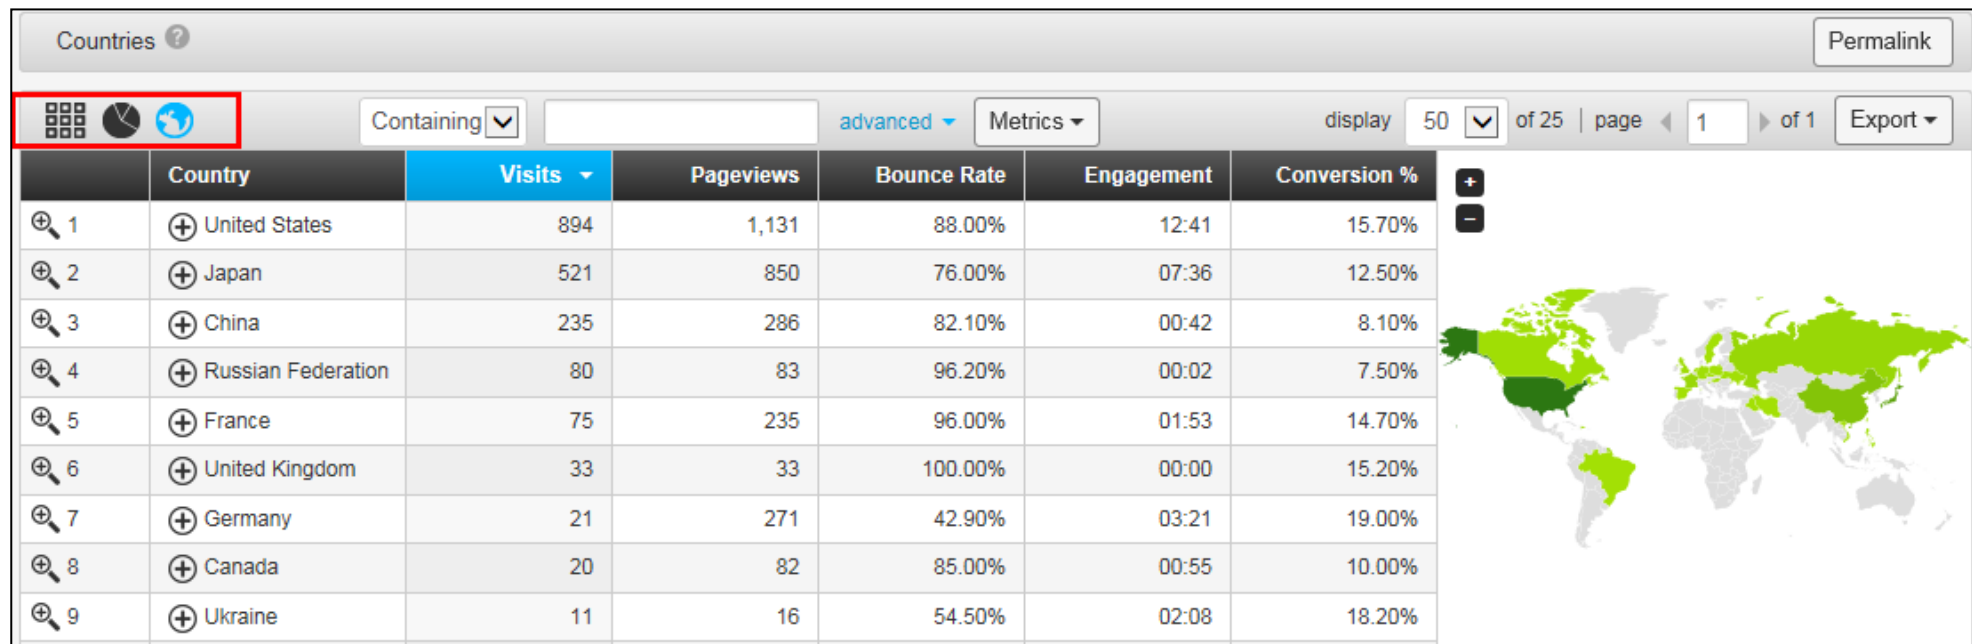 Countries ?
Permalink
Containing advanced Metrics display 50 of 25 | page 1 of 1 Export
Country Visits Pageviews Bounce Rate Engagement Conversion %
1 United States 894 1,131 88.00% 12:41 15.70%
2 Japan 521 850 76.00% 07:36 12.50%
3 China 235 286 82.10% 00:42 8.10%
4 Russian Federation 80 83 96.20% 00:02 7.50%
5 France 75 235 96.00% 01:53 14.70%
6 United Kingdom 33 33 100.00% 00:00 15.20%
7 Germany 21 271 42.90% 03:21 19.00%
8 Canada 20 82 85.00% 00:55 10.00%
9 Ukraine 11 16 54.50% 02:08 18.20%